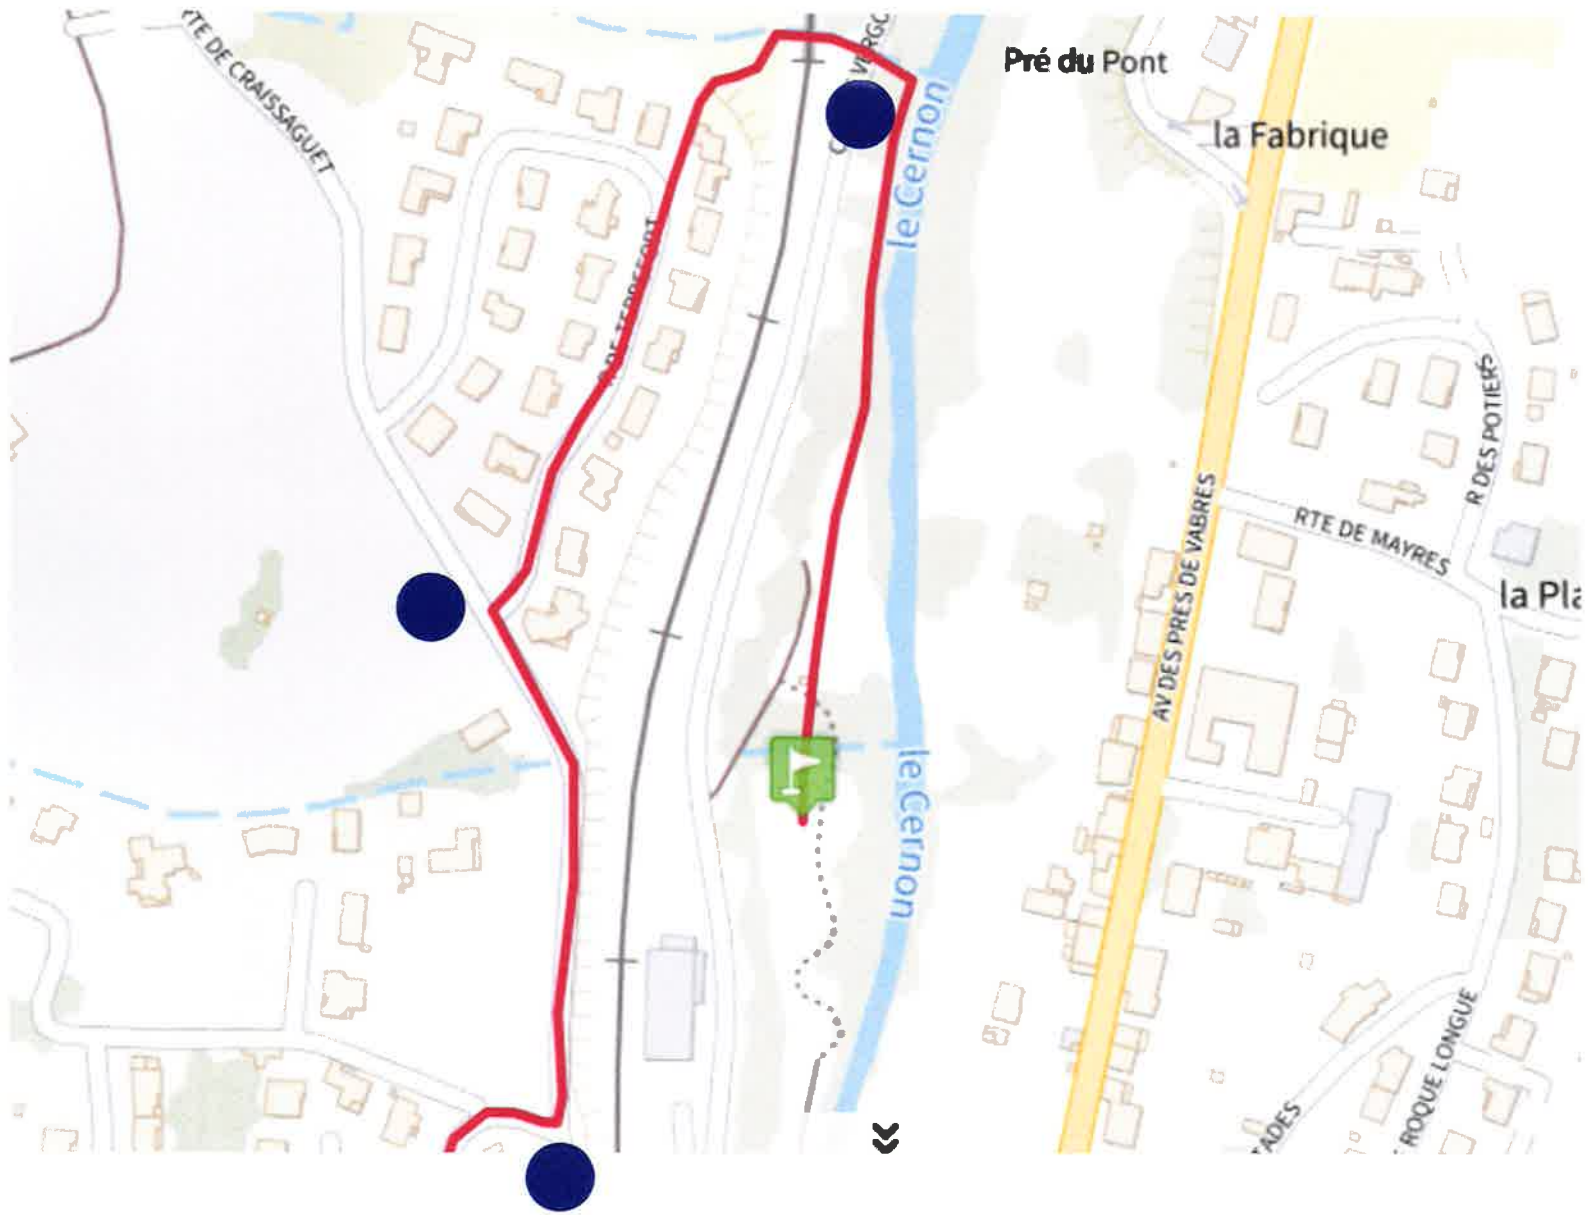 RTE DE CRAISSAGUET
VERGO
Pré du Pont
la Fabrique
le Cernon
R DES POTIERS
AV DES PRES DE VABRES
RTE DE MAYRES
la Pla
le Cernon
ROQUE LONGUE